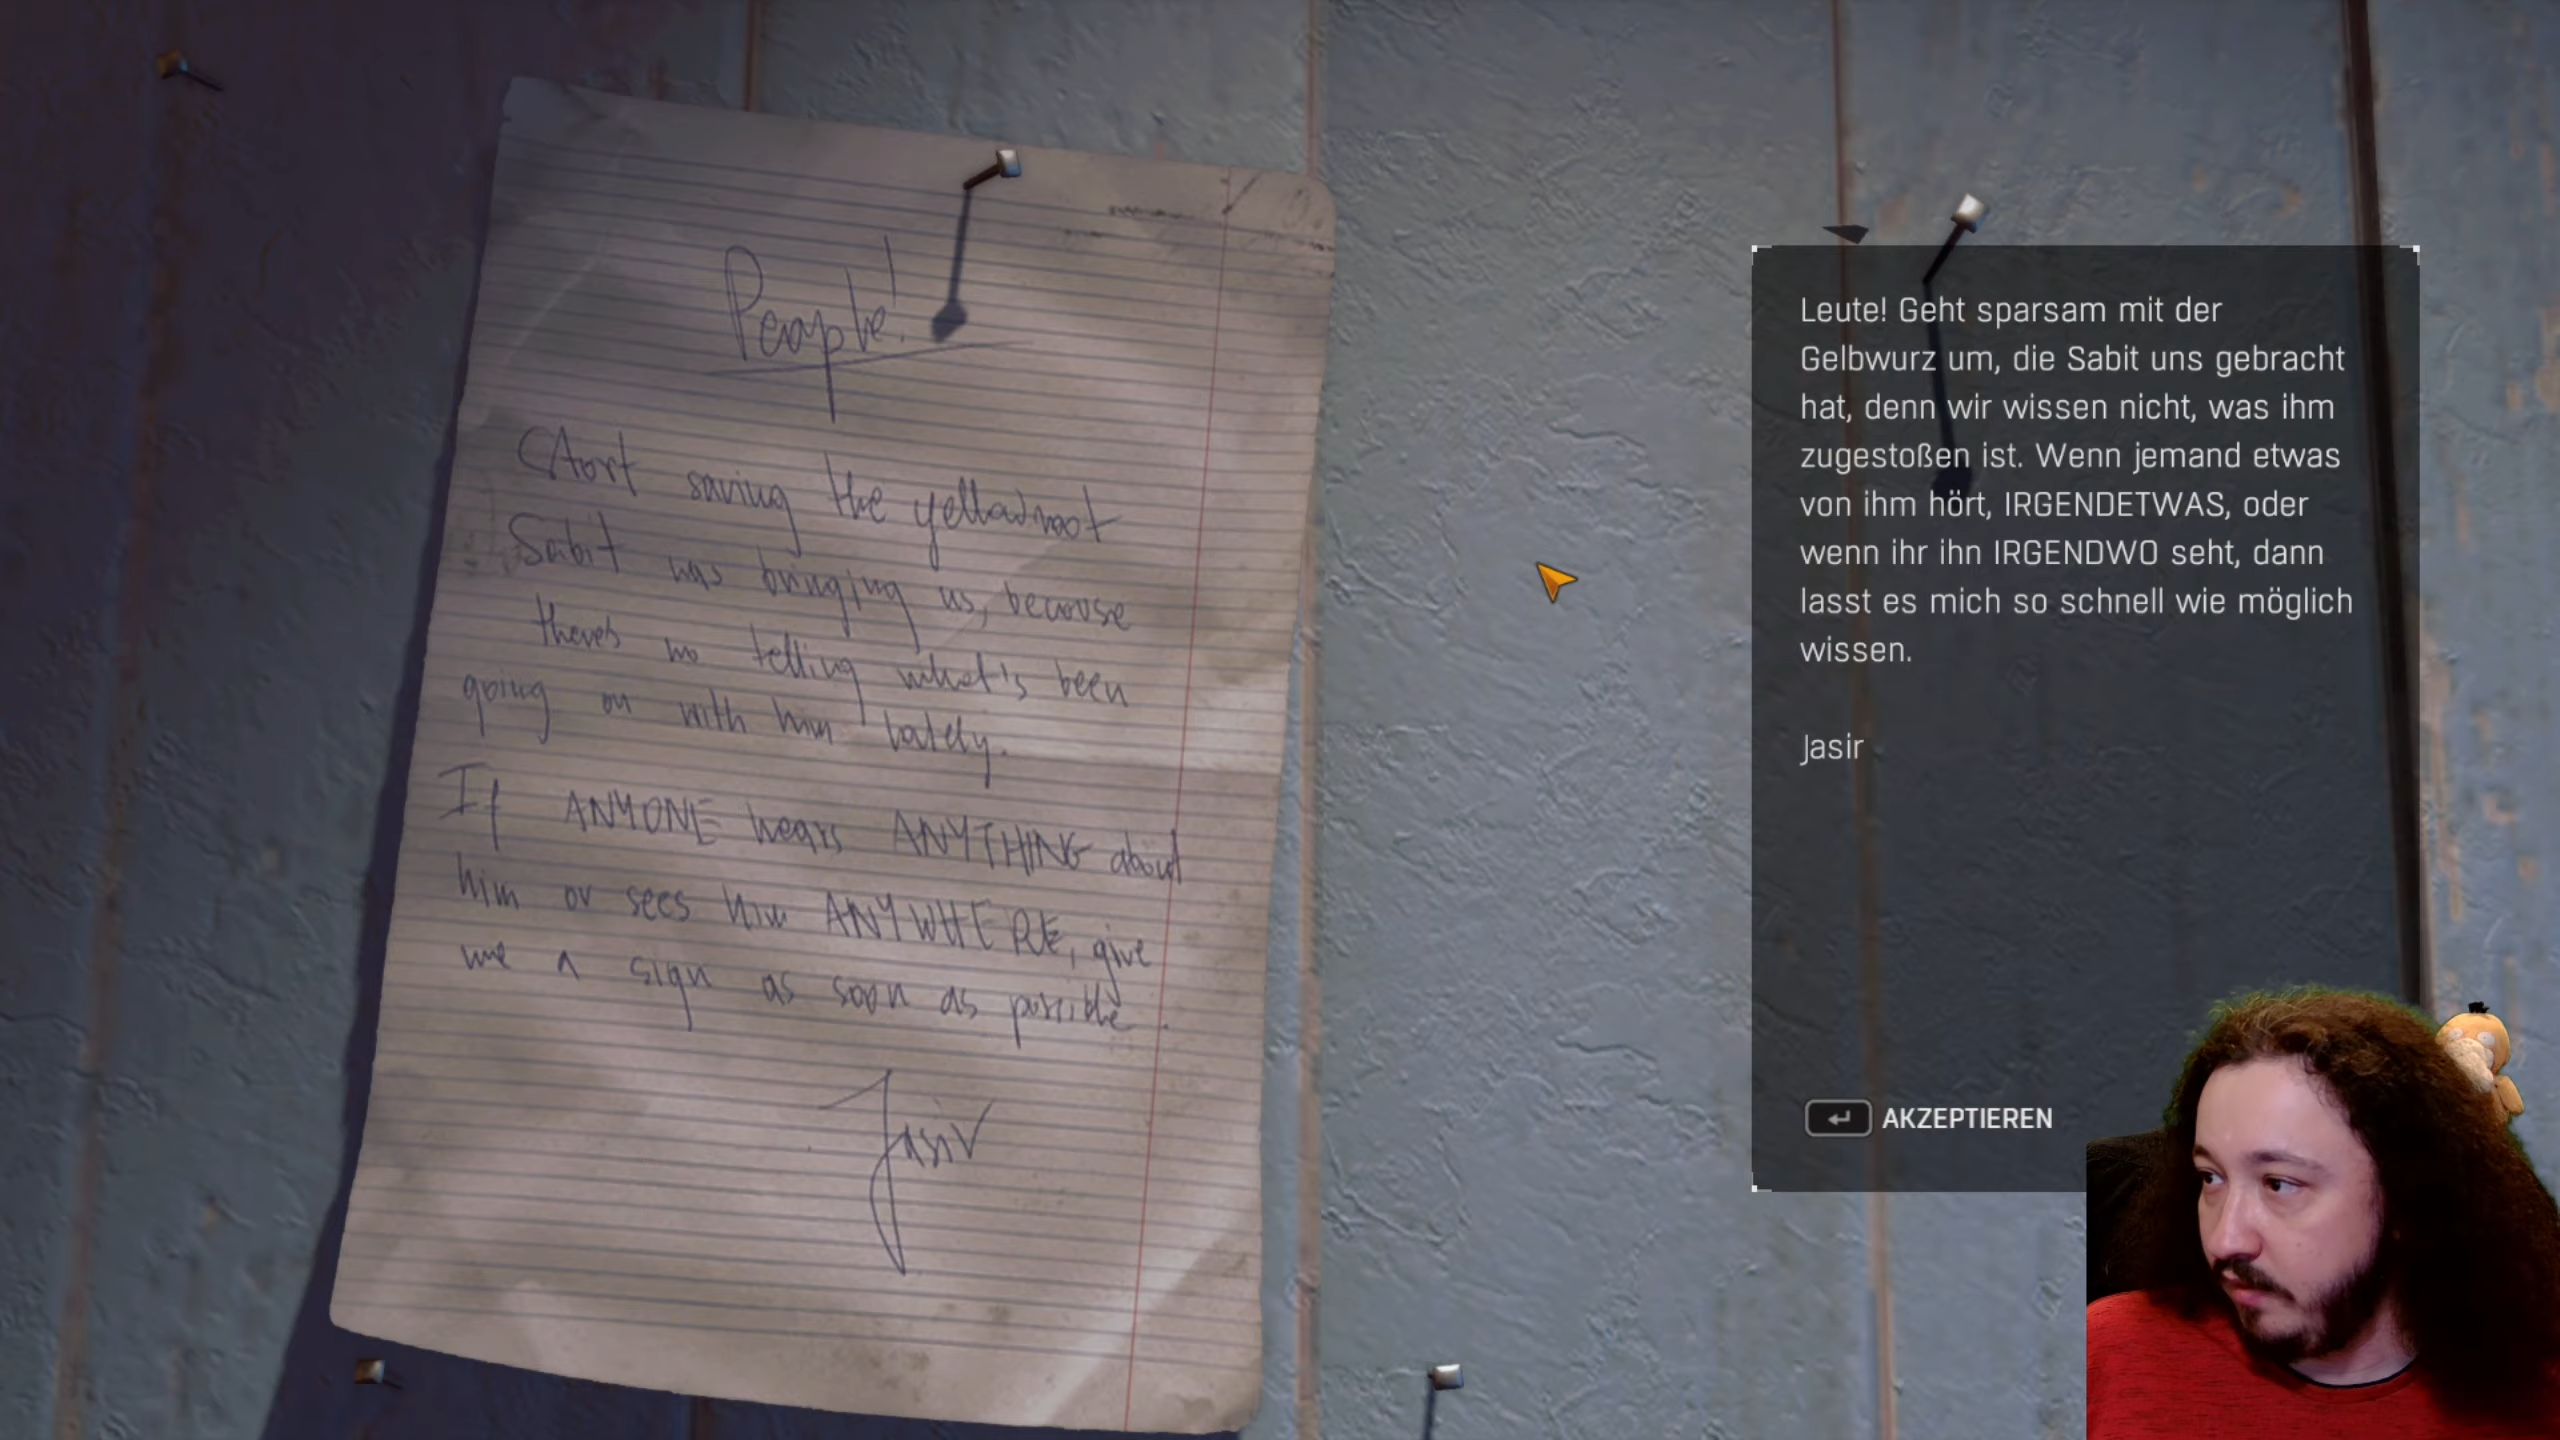 People!
Start saving the yellowroot
Sabit was bringing us, because
there's no telling what's been
going on with him lately.
If ANYONE hears ANYTHING about
him or sees him ANYWHERE, give
me a sign as soon as possible.
Jasir
Leute! Geht sparsam mit der
Gelbwurz um, die Sabit uns gebracht
hat, denn wir wissen nicht, was ihm
zugestoßen ist. Wenn jemand etwas
von ihm hört, IRGENDETWAS, oder
wenn ihr ihn IRGENDWO seht, dann
lasst es mich so schnell wie möglich
wissen.
Jasir
AKZEPTIEREN